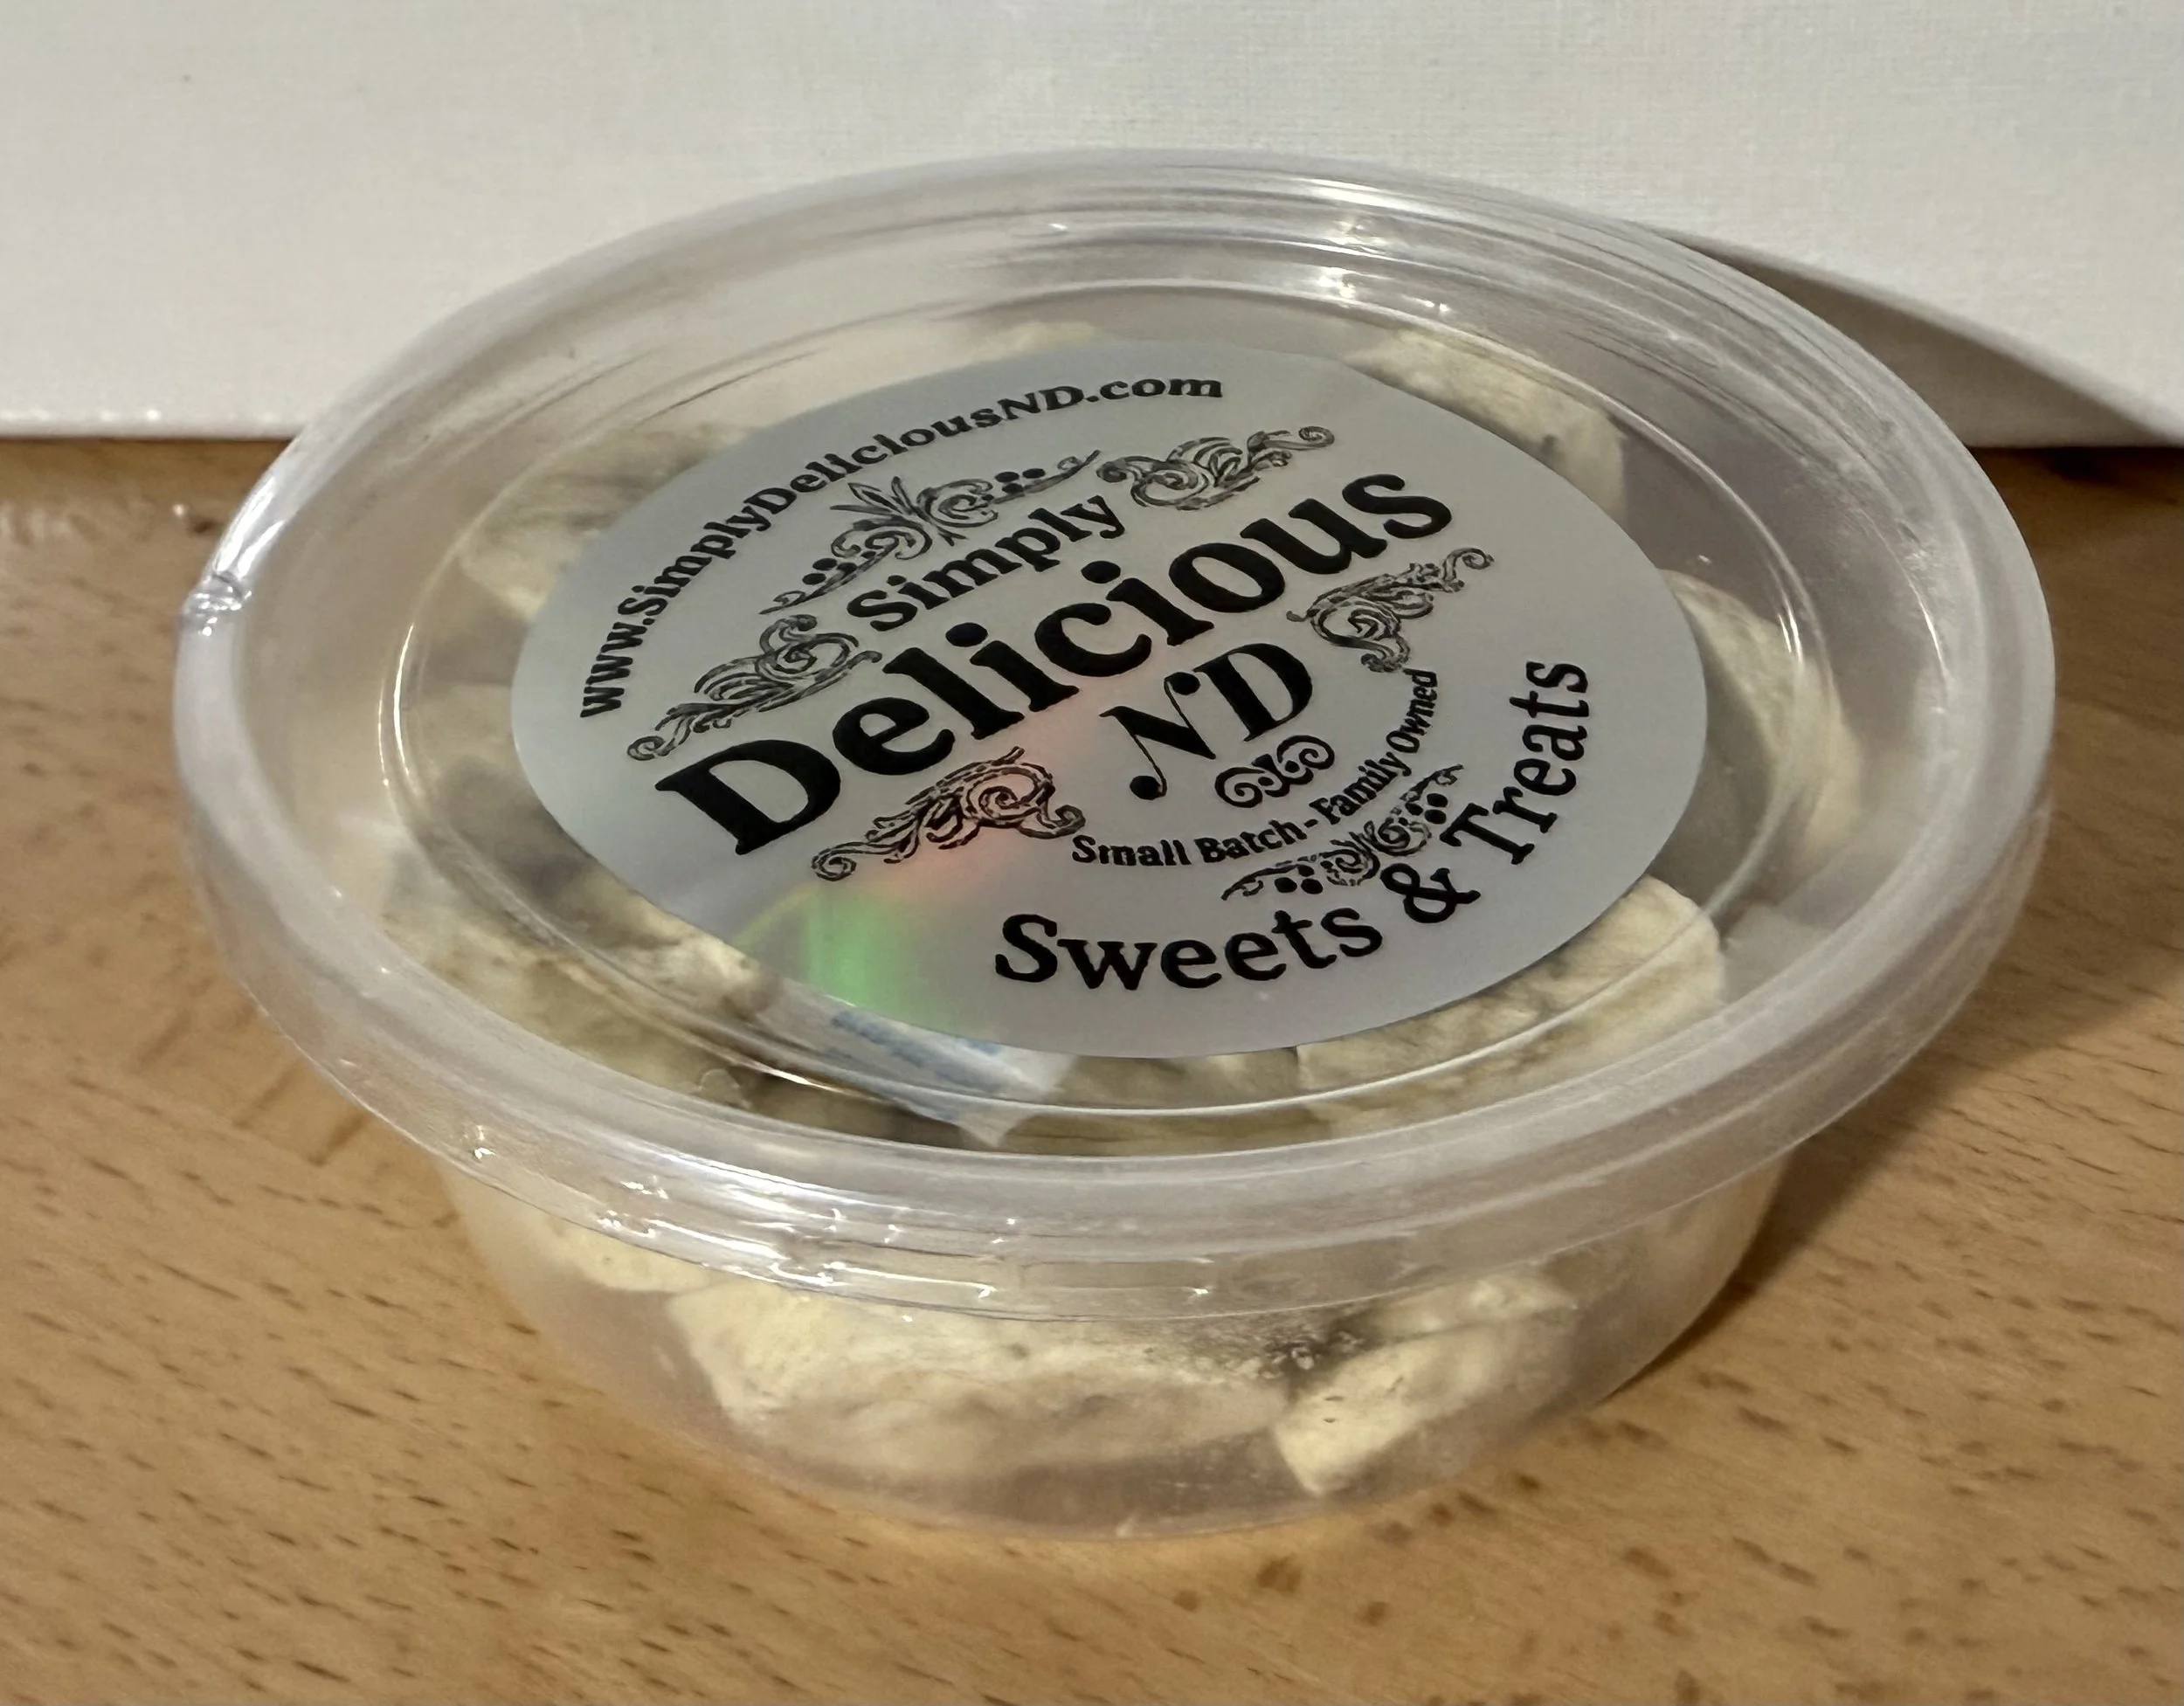 www.SimplyDeliciousND.com
Simply
Delicious
ND
Small Batch - Family Owned
Sweets & Treats